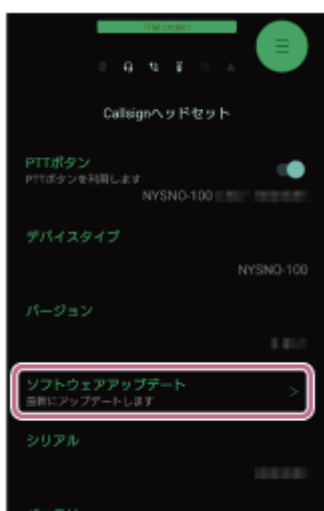 Trial project
Callsignヘッドセット
PTTボタン
PTTボタンを利用します
NYSNO-100
デバイスタイプ
NYSNO-100
バージョン
ソフトウェアアップデート
最新にアップデートします
>
シリアル